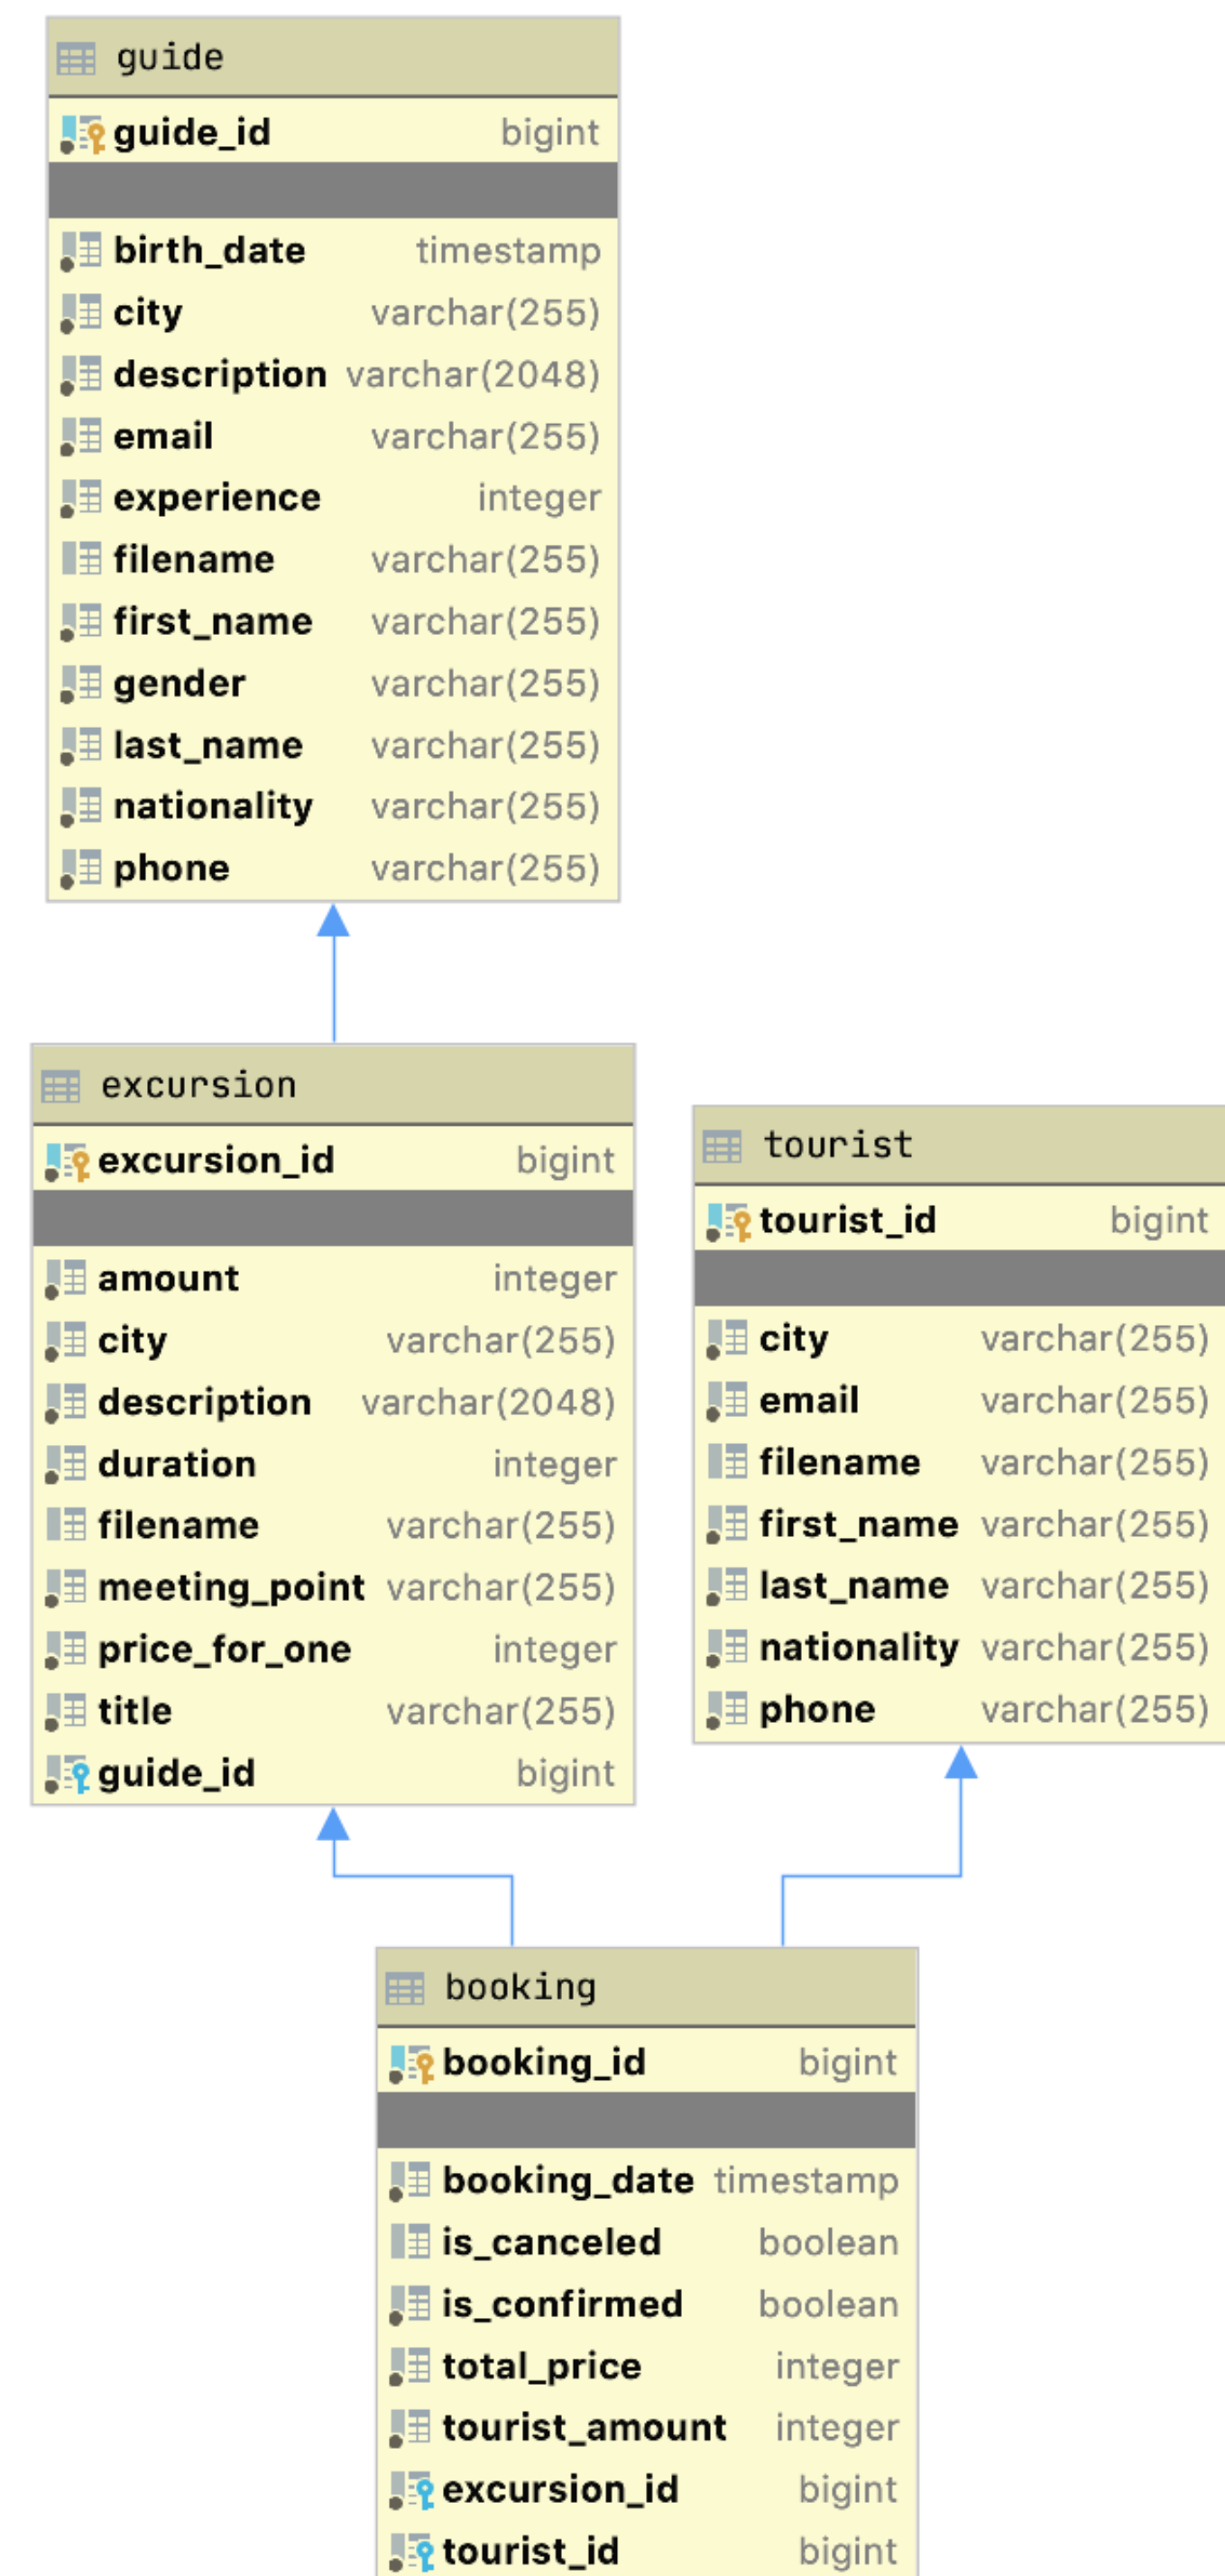 guide
guide_id bigint
birth_date timestamp
city varchar(255)
description varchar(2048)
email varchar(255)
experience integer
filename varchar(255)
first_name varchar(255)
gender varchar(255)
last_name varchar(255)
nationality varchar(255)
phone varchar(255)
excursion
excursion_id bigint
amount integer
city varchar(255)
description varchar(2048)
duration integer
filename varchar(255)
meeting_point varchar(255)
price_for_one integer
title varchar(255)
guide_id bigint
tourist
tourist_id bigint
city varchar(255)
email varchar(255)
filename varchar(255)
first_name varchar(255)
last_name varchar(255)
nationality varchar(255)
phone varchar(255)
booking
booking_id bigint
booking_date timestamp
is_canceled boolean
is_confirmed boolean
total_price integer
tourist_amount integer
excursion_id bigint
tourist_id bigint